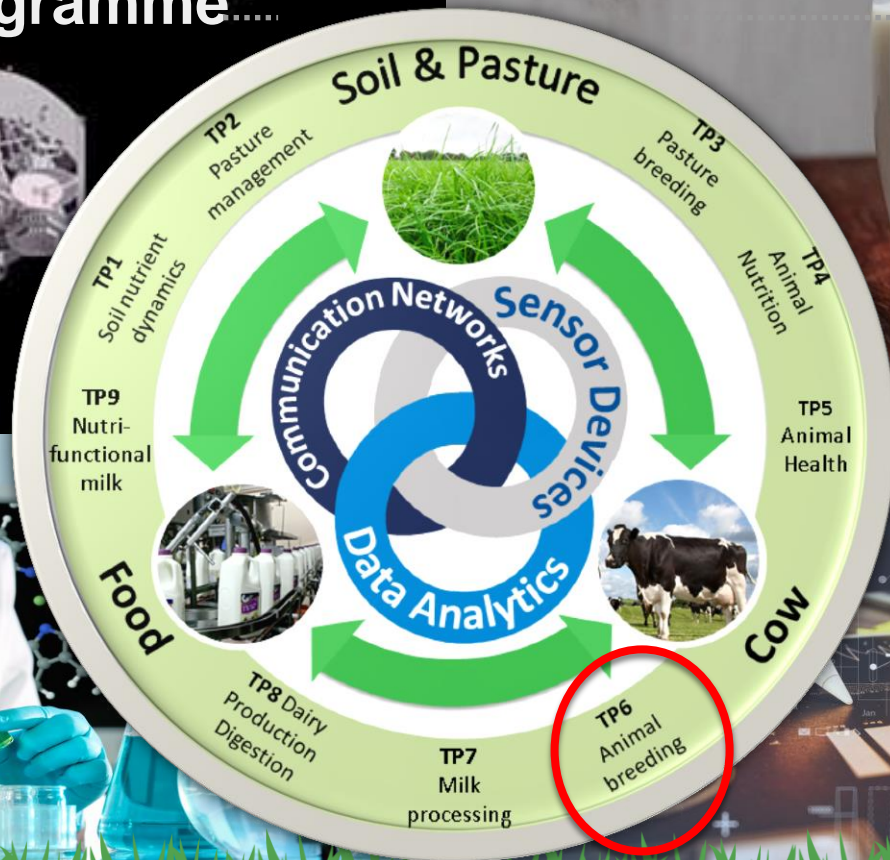 gramme
Soil & Pasture
TP1
Soil nutrient
dynamics
TP2
Pasture
management
TP3
Pasture
breeding
TP4
Animal
Nutrition
TP5
Animal
Health
Cow
TP6
Animal
breeding
TP7
Milk
processing
TP8 Dairy
Production
Digestion
Food
TP9
Nutri-
functional
milk
Communication Networks
Sensor Devices
Data Analytics
Jan